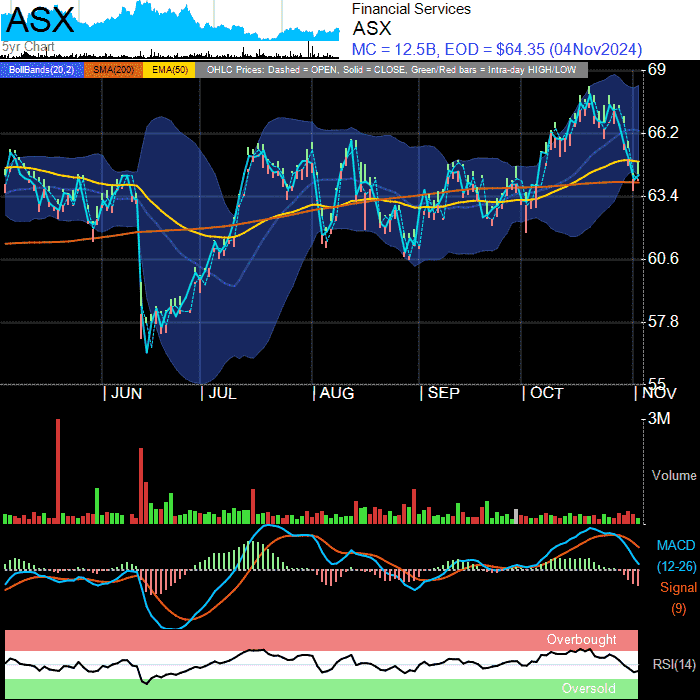 ASX
5yr Chart
Financial Services
ASX
MC = 12.5B, EOD = $64.35 (04Nov2024)
BollBands(20,2) SMA(200) EMA(50) OHLC Prices: Dashed = OPEN, Solid = CLOSE, Green/Red bars = Intra-day HIGH/LOW
69
66.2
63.4
60.6
57.8
55
JUN JUL AUG SEP OCT NOV
3M
Volume
MACD
(12-26)
Signal
(9)
Overbought
RSI(14)
Oversold